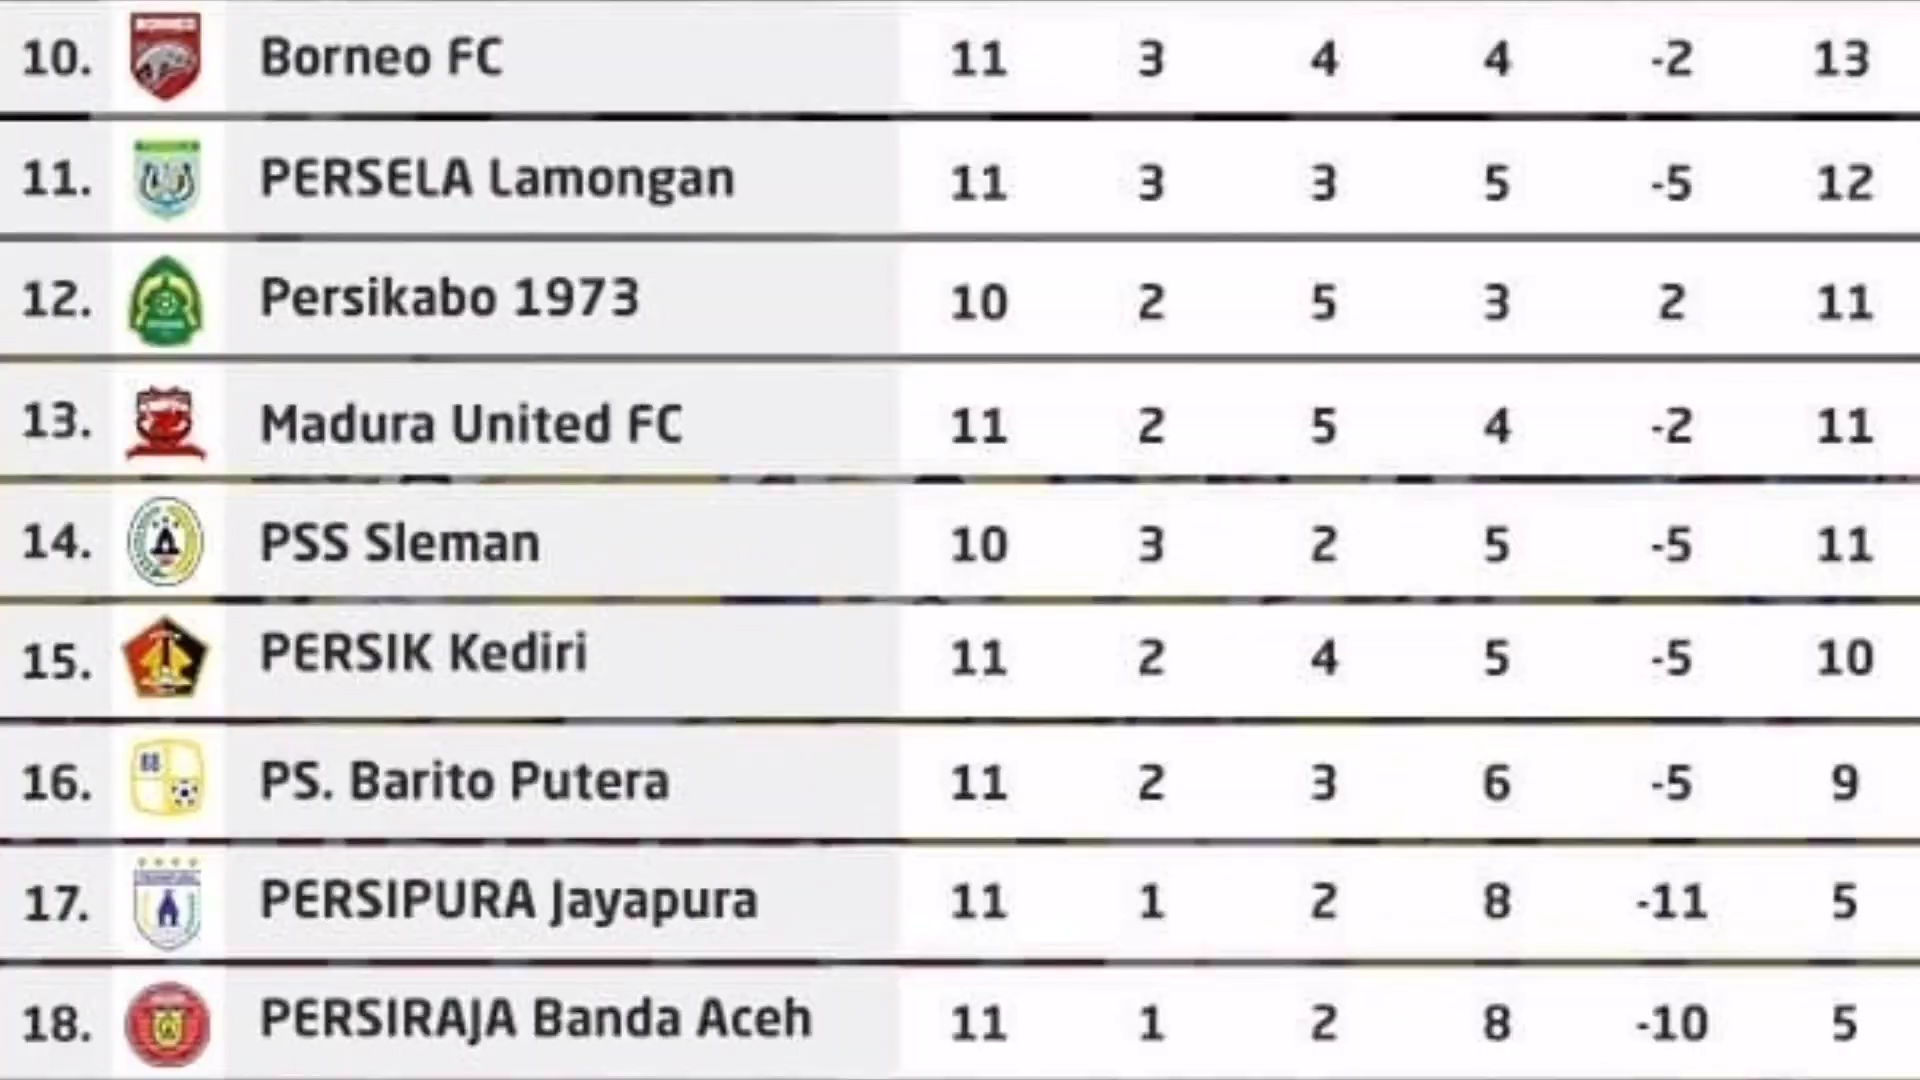 10. BORNEO Borneo FC 11 3 4 4 -2 13
11. PERSELA Lamongan 11 3 3 5 -5 12
12. Persikabo 1973 10 2 5 3 2 11
13. Madura United FC 11 2 5 4 -2 11
14. PSS Sleman 10 3 2 5 -5 11
15. PERSIK Kediri 11 2 4 5 -5 10
16. 88 PS. Barito Putera 11 2 3 6 -5 9
17. PERSIPURA Jayapura 11 1 2 8 -11 5
18. PERSIRAJA Banda Aceh 11 1 2 8 -10 5